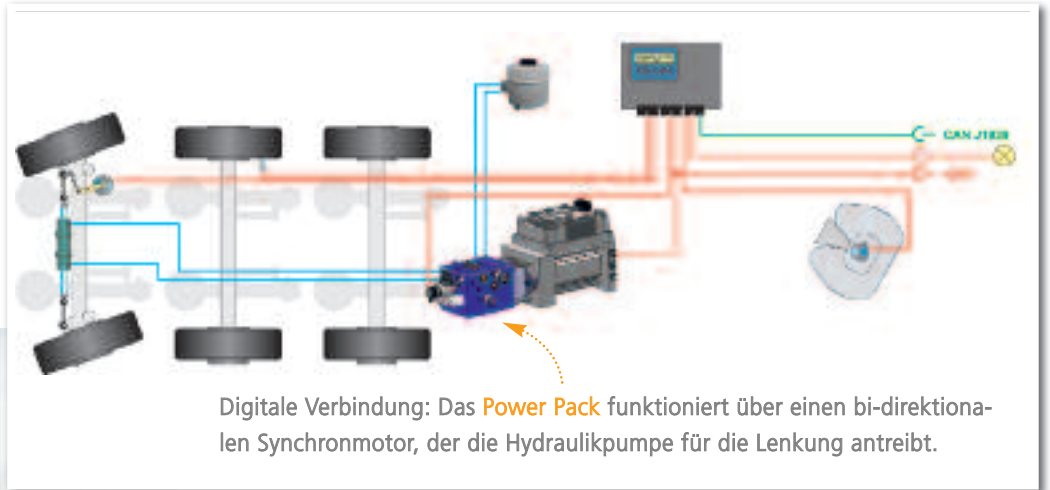 CAN J1939
Digitale Verbindung: Das Power Pack funktioniert über einen bi-direktiona-
len Synchronmotor, der die Hydraulikpumpe für die Lenkung antreibt.